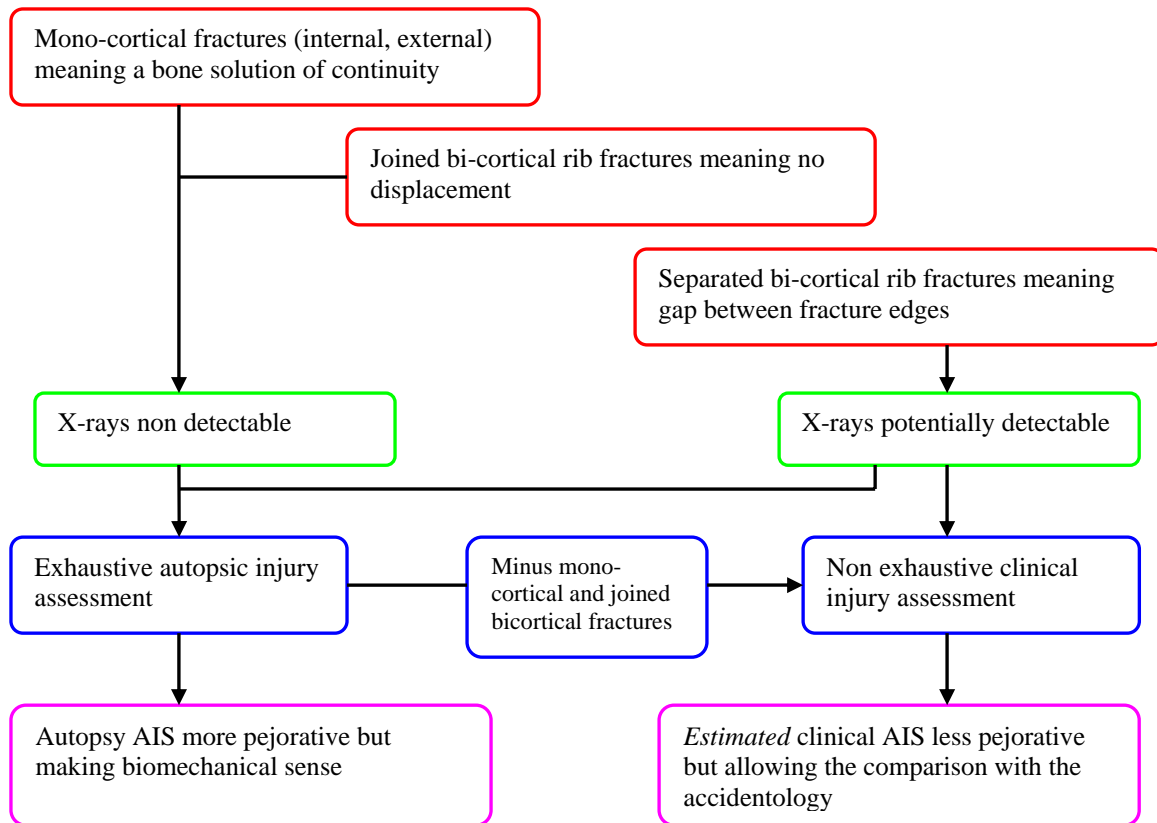 Mono-cortical fractures (internal, external)
meaning a bone solution of continuity
Joined bi-cortical rib fractures meaning no
displacement
Separated bi-cortical rib fractures meaning
gap between fracture edges
X-rays non detectable
X-rays potentially detectable
Exhaustive autopsic injury
assessment
Minus mono-
cortical and joined
bicortical fractures
Non exhaustive clinical
injury assessment
Autopsy AIS more pejorative but
making biomechanical sense
Estimated clinical AIS less pejorative
but allowing the comparison with the
accidentology